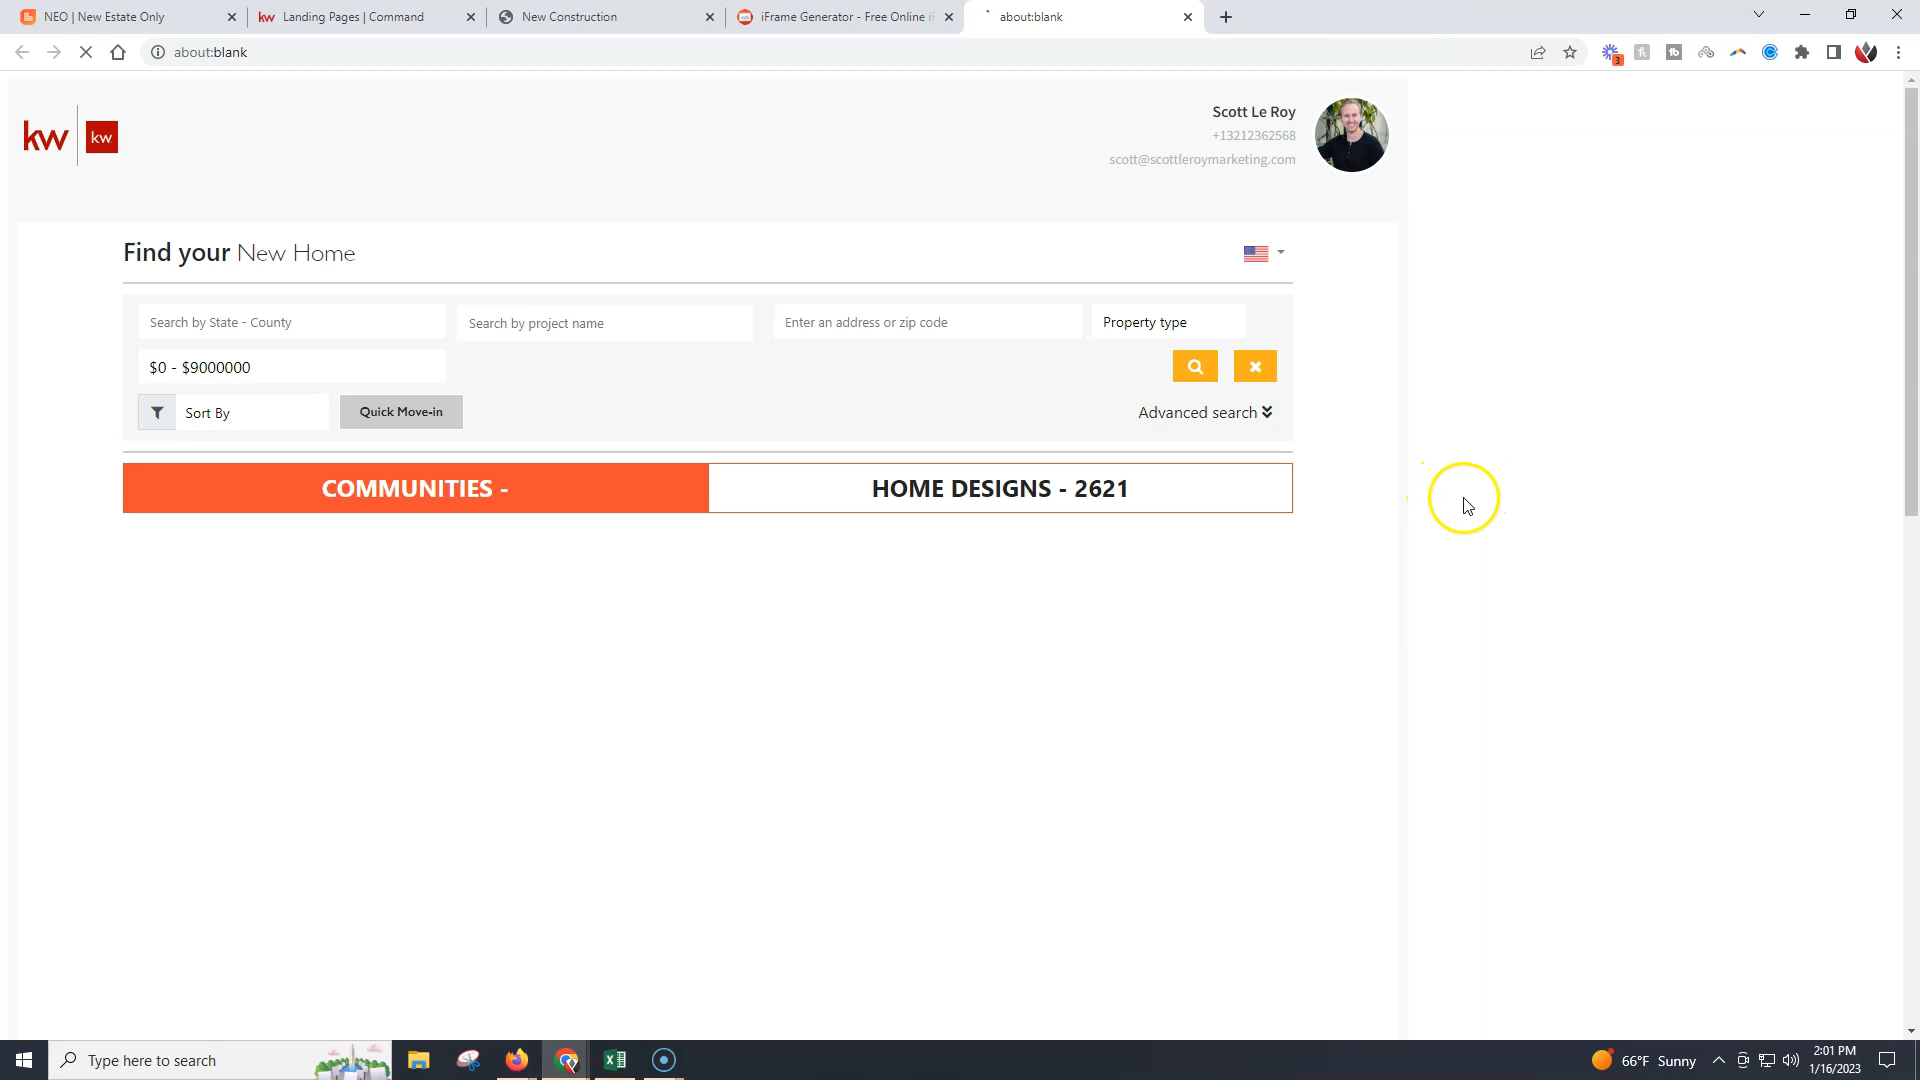 NEO | New Estate Only
Landing Pages | Command
New Construction
iFrame Generator - Free Online
about:blank
about:blank
3
kw
kw
Scott Le Roy
+13212362568
scott@scottleroymarketing.com
Find your New Home
Search by State - County
Search by project name
Enter an address or zip code
Property type
$0 - $9000000
Sort By
Quick Move-in
Advanced search
COMMUNITIES -
HOME DESIGNS - 2621
Type here to search
66°F Sunny
2:01 PM
1/16/2023